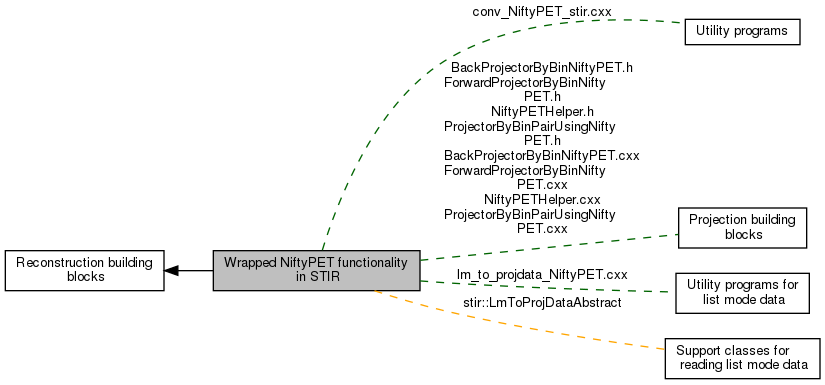 conv_NiftyPET_stir.cxx
Utility programs
BackProjectorByBinNiftyPET.h
ForwardProjectorByBinNifty
PET.h
NiftyPETHelper.h
ProjectorByBinPairUsingNifty
PET.h
BackProjectorByBinNiftyPET.cxx
ForwardProjectorByBinNifty
PET.cxx
NiftyPETHelper.cxx
ProjectorByBinPairUsingNifty
PET.cxx
Projection building
blocks
Reconstruction building
blocks
Wrapped NiftyPET functionality
in STIR
lm_to_projdata_NiftyPET.cxx
Utility programs for
list mode data
stir::LmToProjDataAbstract
Support classes for
reading list mode data